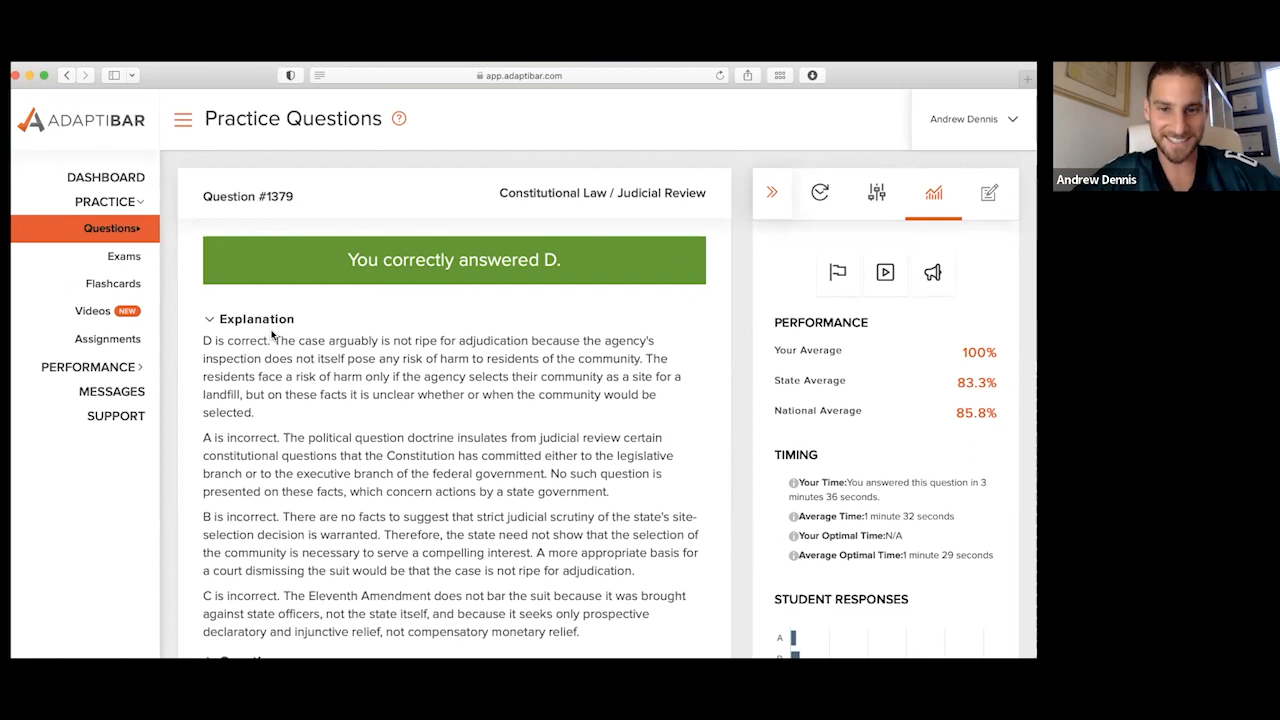 app.adaptibar.com
ADAPTIBAR
Practice Questions
Andrew Dennis
Andrew Dennis
DASHBOARD
PRACTICE
Questions
Exams
Flashcards
Videos NEW
Assignments
PERFORMANCE
MESSAGES
SUPPORT
Question #1379
Constitutional Law / Judicial Review
You correctly answered D.
Explanation
D is correct. The case arguably is not ripe for adjudication because the agency's
inspection does not itself pose any risk of harm to residents of the community. The
residents face a risk of harm only if the agency selects their community as a site for a
landfill, but on these facts it is unclear whether or when the community would be
selected.
A is incorrect. The political question doctrine insulates from judicial review certain
constitutional questions that the Constitution has committed either to the legislative
branch or to the executive branch of the federal government. No such question is
presented on these facts, which concern actions by a state government.
B is incorrect. There are no facts to suggest that strict judicial scrutiny of the state's site-
selection decision is warranted. Therefore, the state need not show that the selection of
the community is necessary to serve a compelling interest. A more appropriate basis for
a court dismissing the suit would be that the case is not ripe for adjudication.
C is incorrect. The Eleventh Amendment does not bar the suit because it was brought
against state officers, not the state itself, and because it seeks only prospective
declaratory and injunctive relief, not compensatory monetary relief.
PERFORMANCE
Your Average 100%
State Average 83.3%
National Average 85.8%
TIMING
Your Time:You answered this question in 3
minutes 36 seconds.
Average Time:1 minute 32 seconds
Your Optimal Time:N/A
Average Optimal Time:1 minute 29 seconds
STUDENT RESPONSES
A